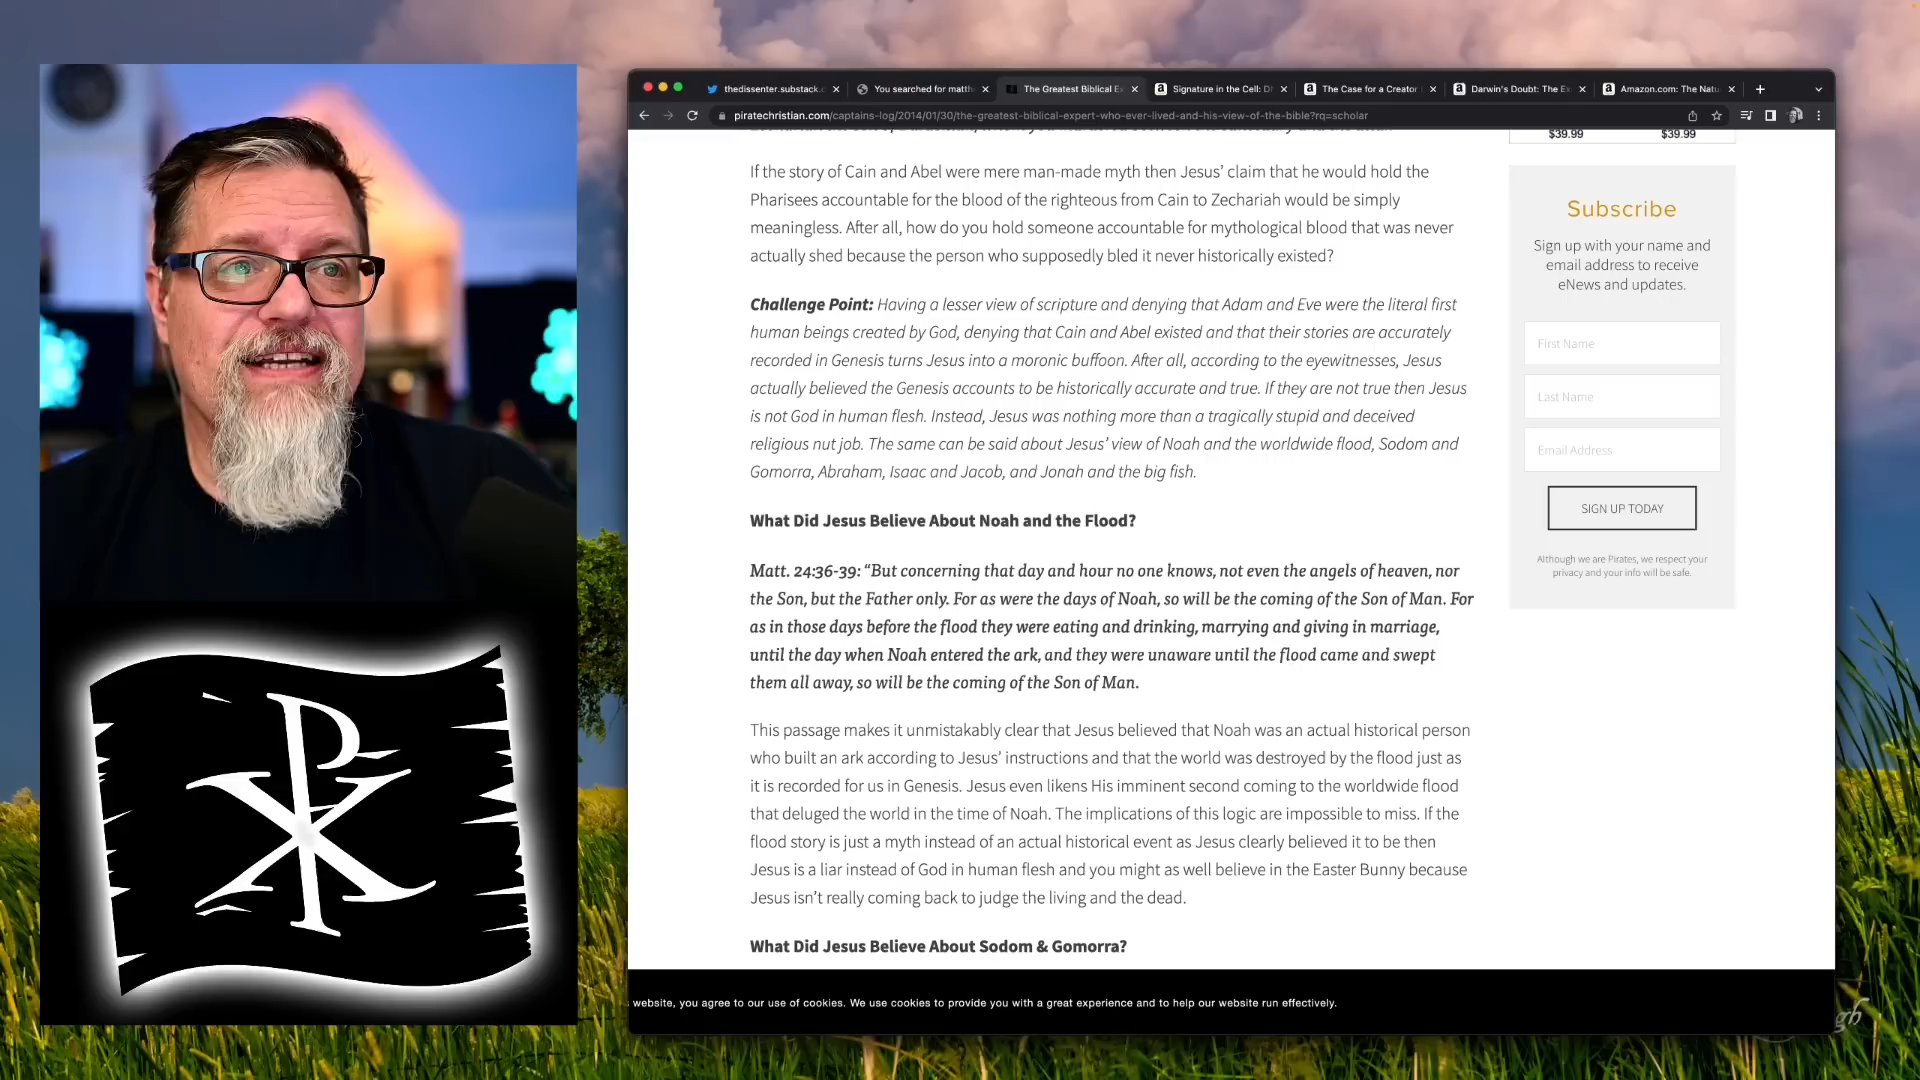 thedissenter.substack.c
You searched for matth
The Greatest Biblical Ex
Signature in the Cell: DN
The Case for a Creator
Darwin's Doubt: The Ex
Amazon.com: The Natu
piratechristian.com/captains-log/2014/01/30/the-greatest-biblical-expert-who-ever-lived-and-his-view-of-the-bible?rq=scholar
$39.99 $39.99
If the story of Cain and Abel were mere man-made myth then Jesus’ claim that he would hold the
Pharisees accountable for the blood of the righteous from Cain to Zechariah would be simply
meaningless. After all, how do you hold someone accountable for mythological blood that was never
actually shed because the person who supposedly bled it never historically existed?
Challenge Point: Having a lesser view of scripture and denying that Adam and Eve were the literal first
human beings created by God, denying that Cain and Abel existed and that their stories are accurately
recorded in Genesis turns Jesus into a moronic buffoon. After all, according to the eyewitnesses, Jesus
actually believed the Genesis accounts to be historically accurate and true. If they are not true then Jesus
is not God in human flesh. Instead, Jesus was nothing more than a tragically stupid and deceived
religious nut job. The same can be said about Jesus’ view of Noah and the worldwide flood, Sodom and
Gomorra, Abraham, Isaac and Jacob, and Jonah and the big fish.
What Did Jesus Believe About Noah and the Flood?
Matt. 24:36-39: “But concerning that day and hour no one knows, not even the angels of heaven, nor
the Son, but the Father only. For as were the days of Noah, so will be the coming of the Son of Man. For
as in those days before the flood they were eating and drinking, marrying and giving in marriage,
until the day when Noah entered the ark, and they were unaware until the flood came and swept
them all away, so will be the coming of the Son of Man.
This passage makes it unmistakably clear that Jesus believed that Noah was an actual historical person
who built an ark according to Jesus’ instructions and that the world was destroyed by the flood just as
it is recorded for us in Genesis. Jesus even likens His imminent second coming to the worldwide flood
that deluged the world in the time of Noah. The implications of this logic are impossible to miss. If the
flood story is just a myth instead of an actual historical event as Jesus clearly believed it to be then
Jesus is a liar instead of God in human flesh and you might as well believe in the Easter Bunny because
Jesus isn’t really coming back to judge the living and the dead.
What Did Jesus Believe About Sodom & Gomorra?
Subscribe
Sign up with your name and
email address to receive
eNews and updates.
First Name
Last Name
Email Address
SIGN UP TODAY
Although we are Pirates, we respect your
privacy and your info will be safe.
website, you agree to our use of cookies. We use cookies to provide you with a great experience and to help our website run effectively.